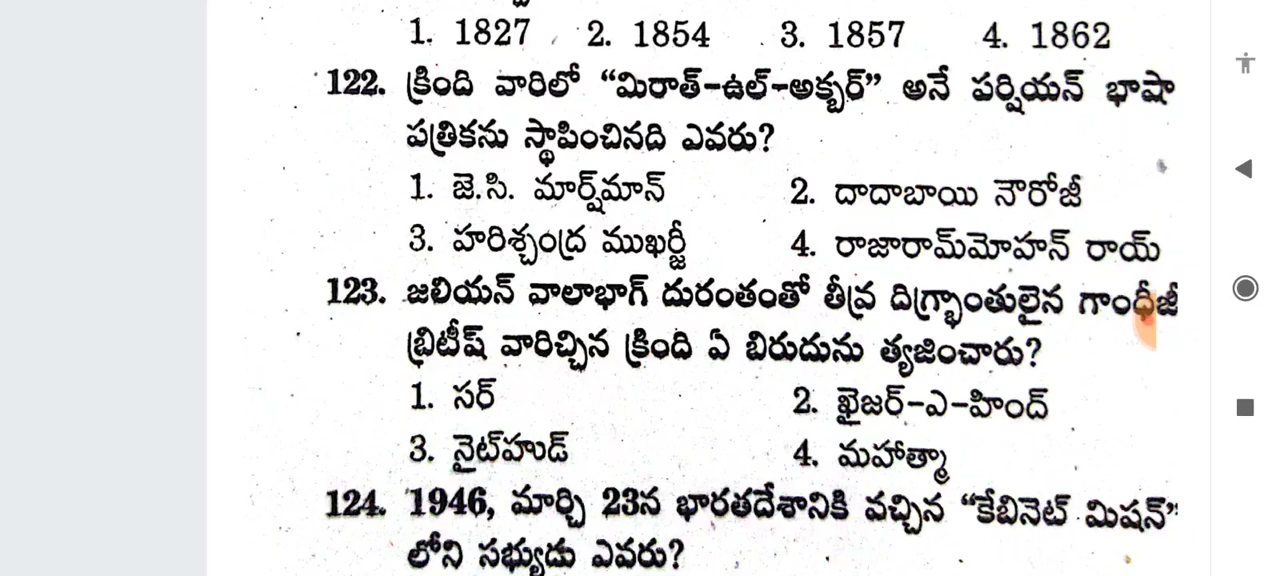 1. 1827 2. 1854 3. 1857 4. 1862
122. క్రింది వారిలో “మిరాత్-ఉల్-అక్బర్” అనే పర్షియన్ భాషా
పత్రికను స్థాపించినది ఎవరు?
1. జె.సి. మార్ష్‌మాన్ 2. దాదాబాయి నౌరోజీ
3. హరిశ్చంద్ర ముఖర్జీ 4. రాజారామ్‌మోహన్ రాయ్
123. జలియన్ వాలాభాగ్ దురంతంతో తీవ్ర దిగ్భ్రాంతులైన గాంధీజీ
బ్రిటీష్ వారిచ్చిన క్రింది ఏ బిరుదును త్యజించారు?
1. సర్ 2. ఖైజర్-ఎ-హింద్
3. నైట్‌హుడ్ 4. మహాత్మా
124. 1946, మార్చి 23న భారతదేశానికి వచ్చిన “కేబినెట్ మిషన్”
లోని సభ్యుడు ఎవరు?